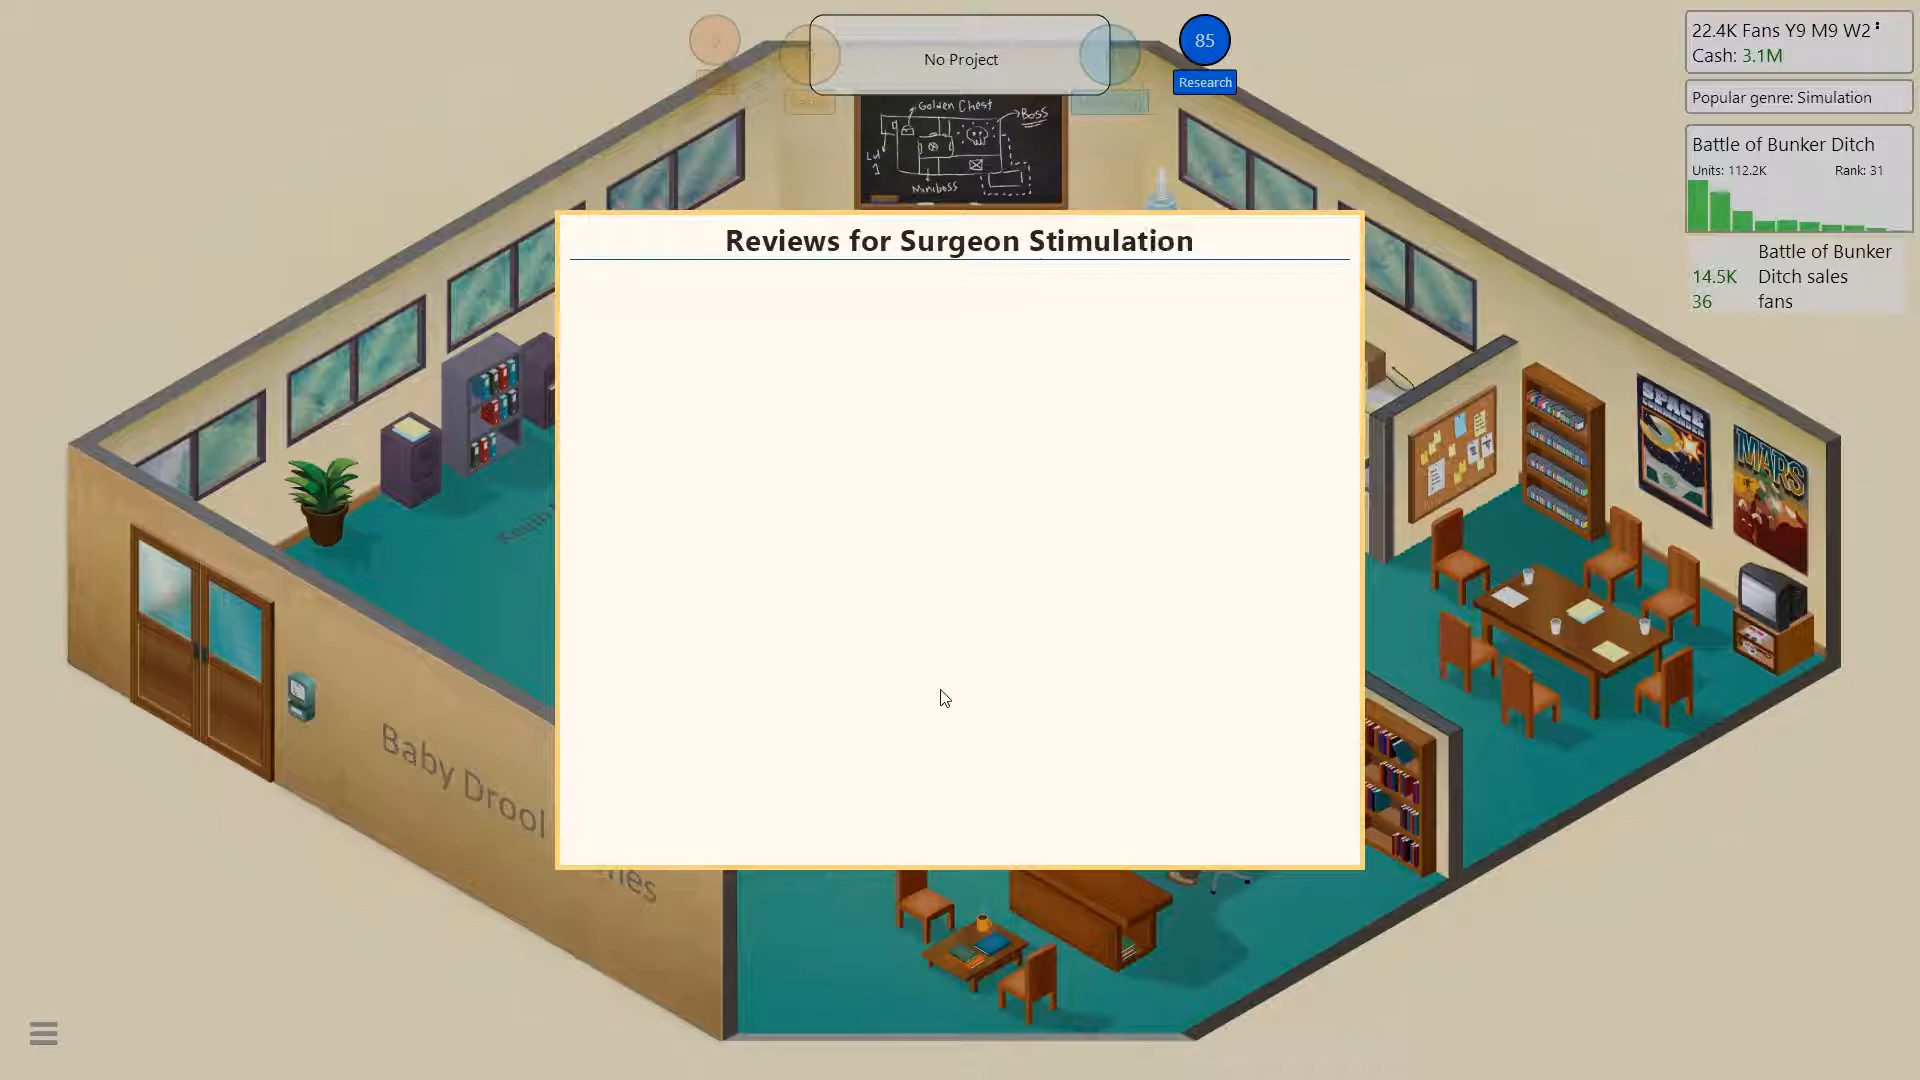 No Project
85
Research
22.4K Fans Y9 M9 W2
Cash: 3.1M
Popular genre: Simulation
Battle of Bunker Ditch
Units: 112.2K Rank: 31
Battle of Bunker
14.5K Ditch sales
36 fans
Golden Chest
Boss
Lvl
1
Miniboss
Reviews for Surgeon Stimulation
SPACE
MARS
Baby Drool